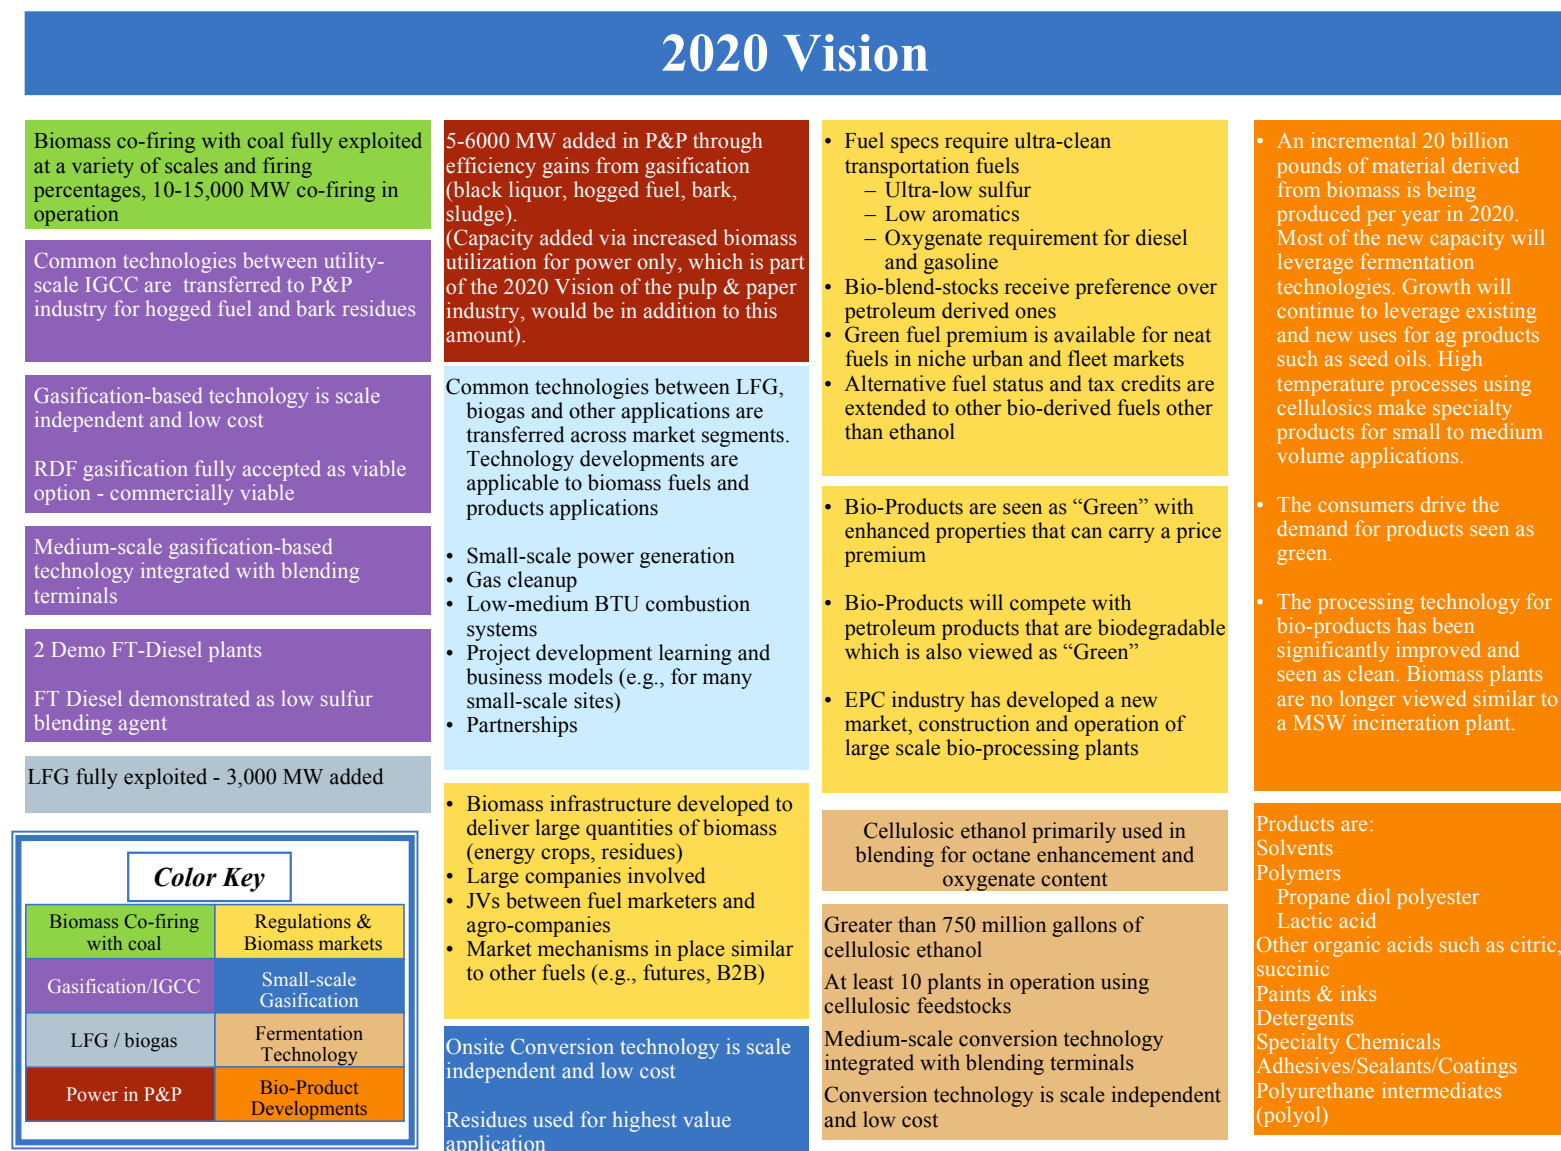 2020 Vision
Biomass co-firing with coal fully exploited
at a variety of scales and firing
percentages, 10-15,000 MW co-firing in
operation
Common technologies between utility-
scale IGCC are transferred to P&P
industry for hogged fuel and bark residues
Gasification-based technology is scale
independent and low cost
RDF gasification fully accepted as viable
option - commercially viable
Medium-scale gasification-based
technology integrated with blending
terminals
2 Demo FT-Diesel plants
FT Diesel demonstrated as low sulfur
blending agent
LFG fully exploited - 3,000 MW added
Color Key
Biomass Co-firing
with coal
Regulations &
Biomass markets
Gasification/IGCC
Small-scale
Gasification
LFG / biogas
Fermentation
Technology
Power in P&P
Bio-Product
Developments
5-6000 MW added in P&P through
efficiency gains from gasification
(black liquor, hogged fuel, bark,
sludge).
(Capacity added via increased biomass
utilization for power only, which is part
of the 2020 Vision of the pulp & paper
industry, would be in addition to this
amount).
Common technologies between LFG,
biogas and other applications are
transferred across market segments.
Technology developments are
applicable to biomass fuels and
products applications
• Small-scale power generation
• Gas cleanup
• Low-medium BTU combustion
systems
• Project development learning and
business models (e.g., for many
small-scale sites)
• Partnerships
• Biomass infrastructure developed to
deliver large quantities of biomass
(energy crops, residues)
• Large companies involved
• JVs between fuel marketers and
agro-companies
• Market mechanisms in place similar
to other fuels (e.g., futures, B2B)
Onsite Conversion technology is scale
independent and low cost
Residues used for highest value
application
• Fuel specs require ultra-clean
transportation fuels
– Ultra-low sulfur
– Low aromatics
– Oxygenate requirement for diesel
and gasoline
• Bio-blend-stocks receive preference over
petroleum derived ones
• Green fuel premium is available for neat
fuels in niche urban and fleet markets
• Alternative fuel status and tax credits are
extended to other bio-derived fuels other
than ethanol
• Bio-Products are seen as “Green” with
enhanced properties that can carry a price
premium
• Bio-Products will compete with
petroleum products that are biodegradable
which is also viewed as “Green”
• EPC industry has developed a new
market, construction and operation of
large scale bio-processing plants
Cellulosic ethanol primarily used in
blending for octane enhancement and
oxygenate content
Greater than 750 million gallons of
cellulosic ethanol
At least 10 plants in operation using
cellulosic feedstocks
Medium-scale conversion technology
integrated with blending terminals
Conversion technology is scale independent
and low cost
• An incremental 20 billion
pounds of material derived
from biomass is being
produced per year in 2020.
Most of the new capacity will
leverage fermentation
technologies. Growth will
continue to leverage existing
and new uses for ag products
such as seed oils. High
temperature processes using
cellulosics make specialty
products for small to medium
volume applications.
• The consumers drive the
demand for products seen as
green.
• The processing technology for
bio-products has been
significantly improved and
seen as clean. Biomass plants
are no longer viewed similar to
a MSW incineration plant.
Products are:
Solvents
Polymers
Propane diol polyester
Lactic acid
Other organic acids such as citric,
succinic
Paints & inks
Detergents
Specialty Chemicals
Adhesives/Sealants/Coatings
Polyurethane intermediates
(polyol)